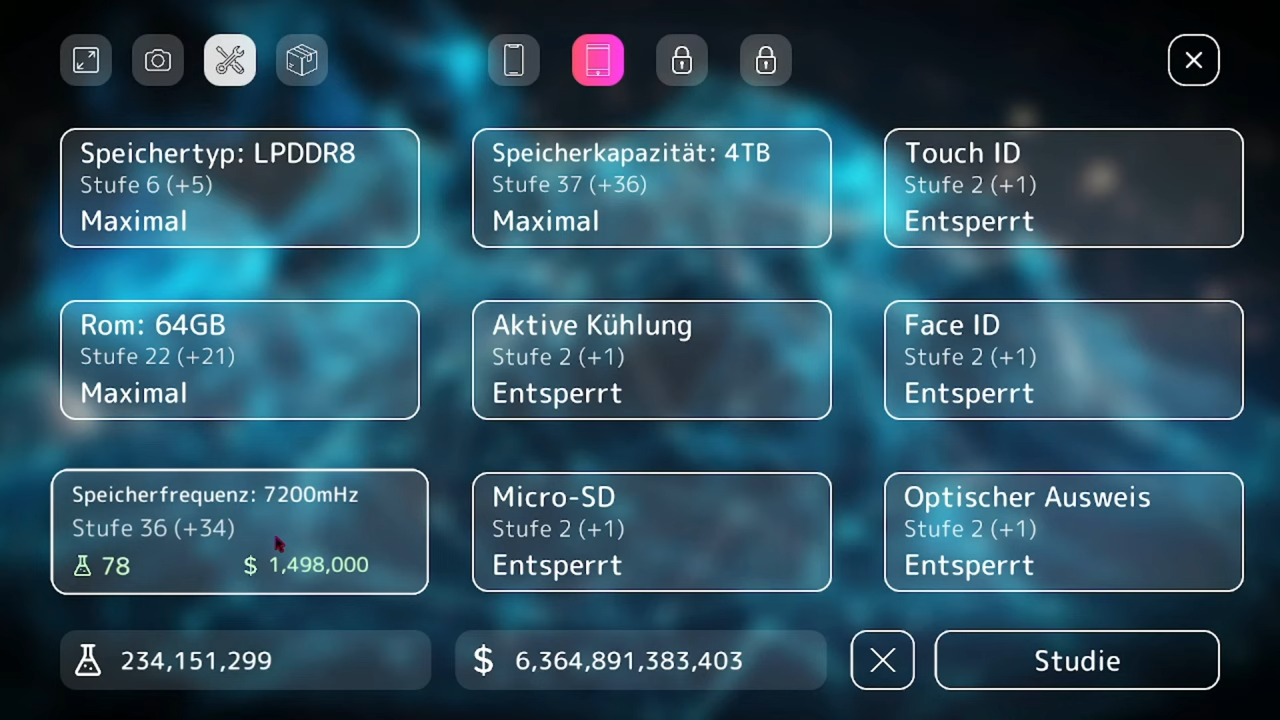 Speichertyp: LPDDR8
Stufe 6 (+5)
Maximal
Speicherkapazität: 4TB
Stufe 37 (+36)
Maximal
Touch ID
Stufe 2 (+1)
Entsperrt
Rom: 64GB
Stufe 22 (+21)
Maximal
Aktive Kühlung
Stufe 2 (+1)
Entsperrt
Face ID
Stufe 2 (+1)
Entsperrt
Speicherfrequenz: 7200mHz
Stufe 36 (+34)
78 $ 1,498,000
Micro-SD
Stufe 2 (+1)
Entsperrt
Optischer Ausweis
Stufe 2 (+1)
Entsperrt
234,151,299
$ 6,364,891,383,403
Studie